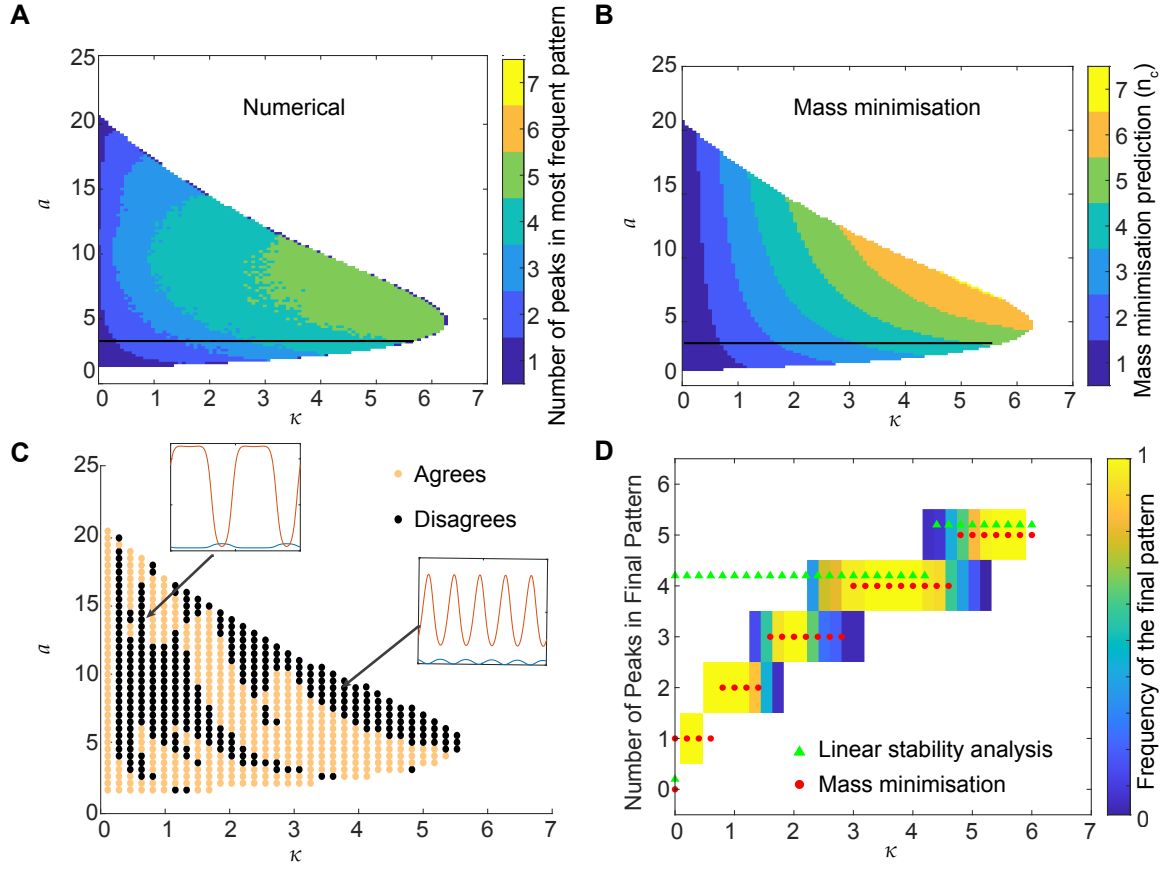 A
25
20
15
10
5
0
a
Numerical
0 1 2 3 4 5 6 7
κ
7
6
5
4
3
2
1
Number of peaks in most frequent pattern
B
25
20
15
10
5
0
a
Mass minimisation
0 1 2 3 4 5 6 7
κ
7
6
5
4
3
2
1
Mass minimisation prediction (n_c)
C
25
20
15
10
5
0
a
Agrees
Disagrees
0 1 2 3 4 5 6 7
κ
D
6
5
4
3
2
1
0
Number of Peaks in Final Pattern
Linear stability analysis
Mass minimisation
0 1 2 3 4 5 6
κ
1
0
Frequency of the final pattern